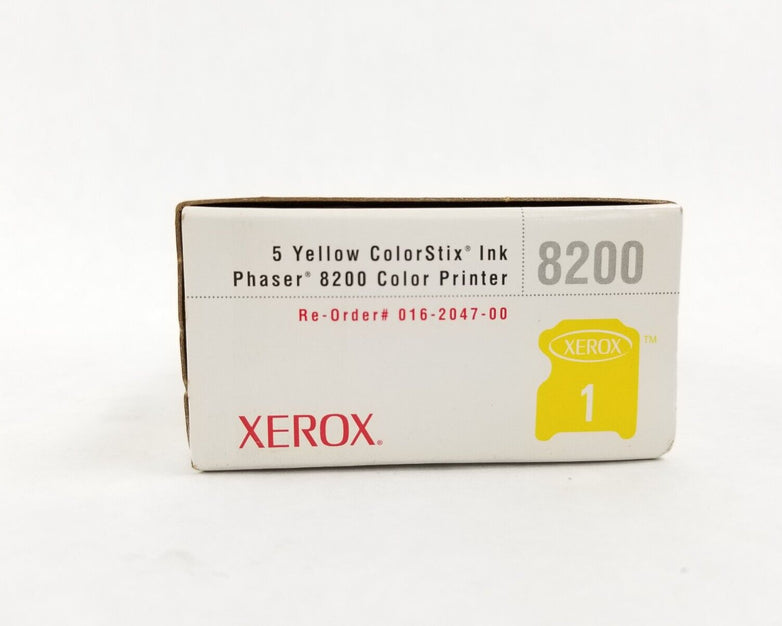 5 Yellow ColorStix® Ink
Phaser® 8200 Color Printer
8200
Re-Order# 016-2047-00
XEROX ™
1
XEROX®